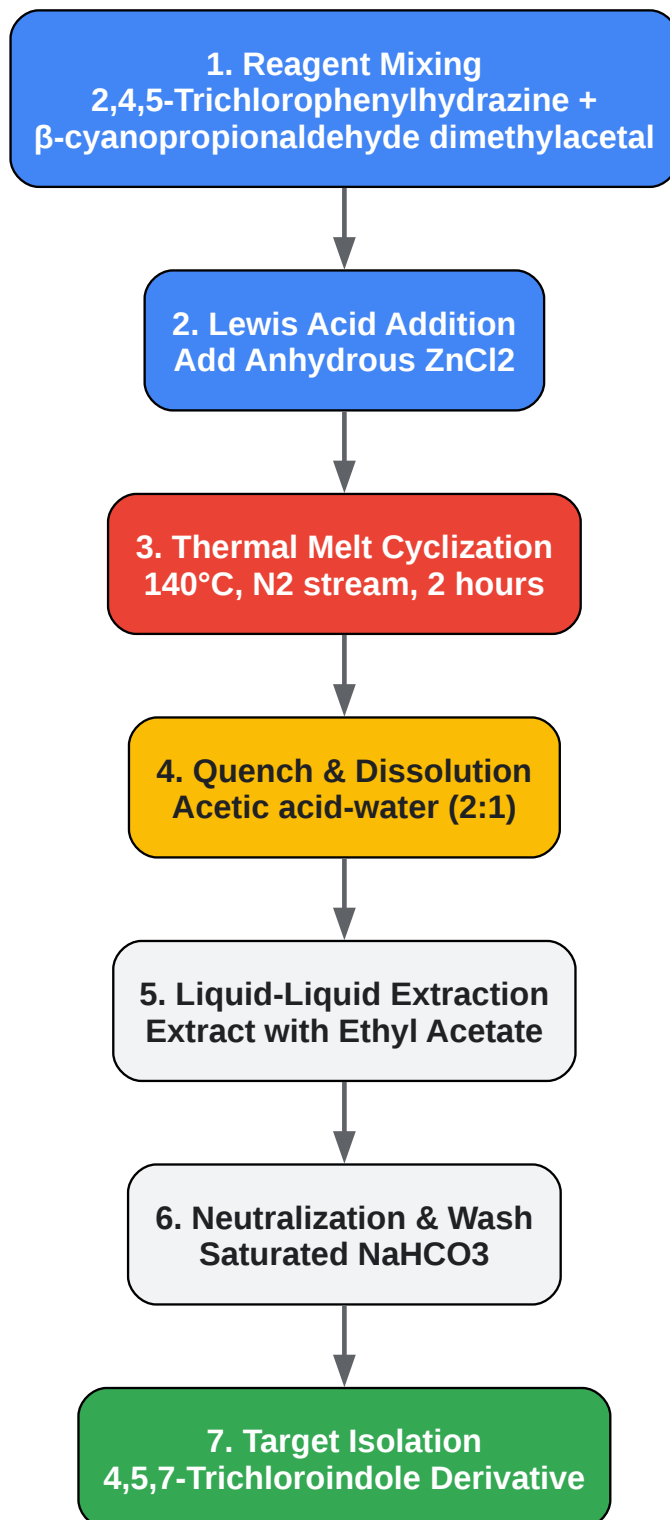 1. Reagent Mixing
2,4,5-Trichlorophenylhydrazine +
β-cyanopropionaldehyde dimethylacetal
2. Lewis Acid Addition
Add Anhydrous ZnCl2
3. Thermal Melt Cyclization
140°C, N2 stream, 2 hours
4. Quench & Dissolution
Acetic acid-water (2:1)
5. Liquid-Liquid Extraction
Extract with Ethyl Acetate
6. Neutralization & Wash
Saturated NaHCO3
7. Target Isolation
4,5,7-Trichloroindole Derivative